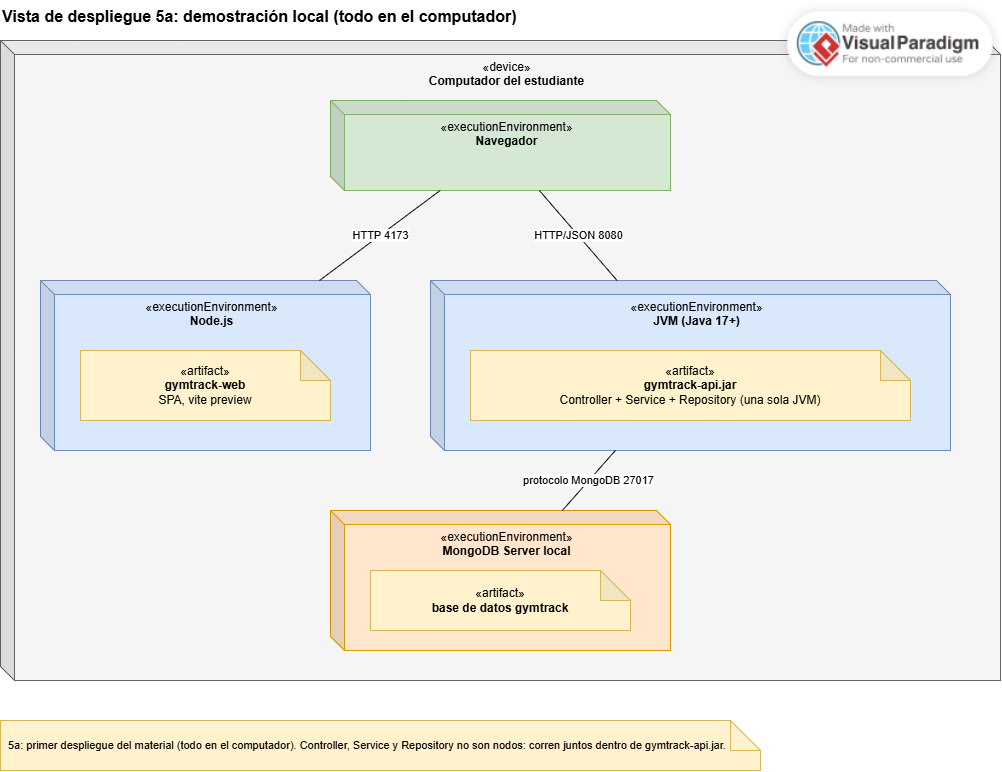 Vista de despliegue 5a: demostración local (todo en el computador)
Made with
VisualParadigm
For non-commercial use
«device»
Computador del estudiante
«executionEnvironment»
Navegador
HTTP 4173
HTTP/JSON 8080
«executionEnvironment»
Node.js
«artifact»
gymtrack-web
SPA, vite preview
«executionEnvironment»
JVM (Java 17+)
«artifact»
gymtrack-api.jar
Controller + Service + Repository (una sola JVM)
protocolo MongoDB 27017
«executionEnvironment»
MongoDB Server local
«artifact»
base de datos gymtrack
5a: primer despliegue del material (todo en el computador). Controller, Service y Repository no son nodos: corren juntos dentro de gymtrack-api.jar.